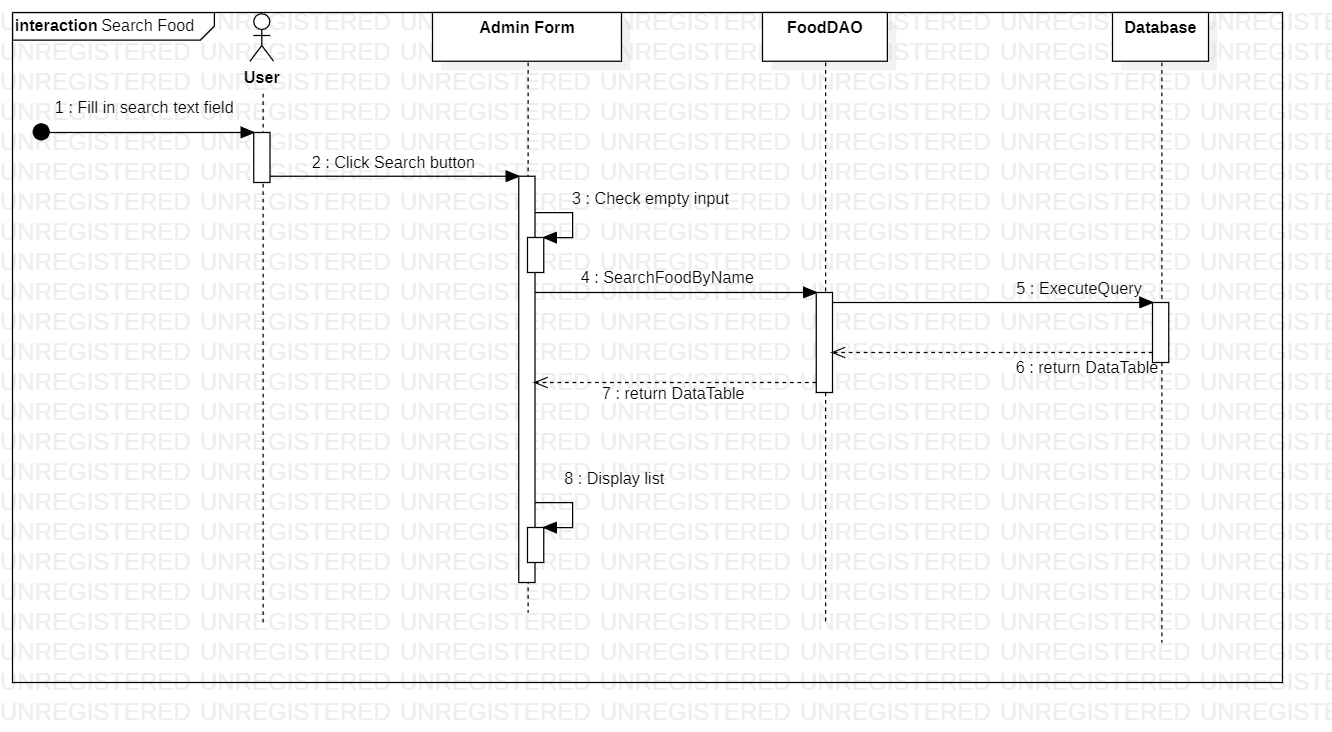 interaction Search Food
User
Admin Form
FoodDAO
Database
1 : Fill in search text field
2 : Click Search button
3 : Check empty input
4 : SearchFoodByName
5 : ExecuteQuery
6 : return DataTable
7 : return DataTable
8 : Display list
UNREGISTERED